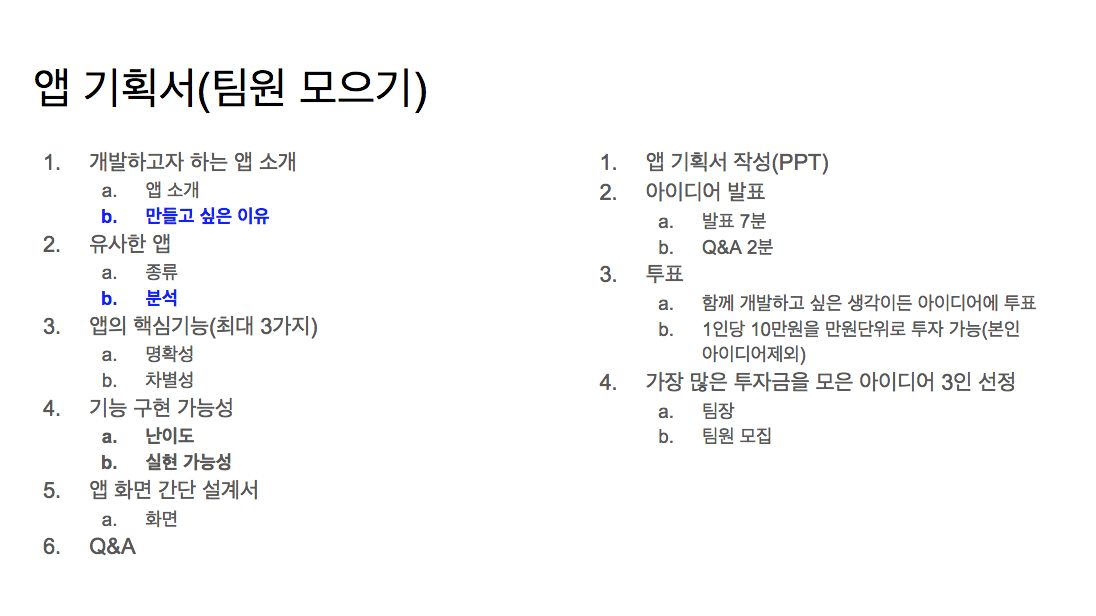 앱 기획서(팀원 모으기)
1. 개발하고자 하는 앱 소개
a. 앱 소개
b. 만들고 싶은 이유
2. 유사한 앱
a. 종류
b. 분석
3. 앱의 핵심기능(최대 3가지)
a. 명확성
b. 차별성
4. 기능 구현 가능성
a. 난이도
b. 실현 가능성
5. 앱 화면 간단 설계서
a. 화면
6. Q&A
1. 앱 기획서 작성(PPT)
2. 아이디어 발표
a. 발표 7분
b. Q&A 2분
3. 투표
a. 함께 개발하고 싶은 생각이든 아이디어에 투표
b. 1인당 10만원을 만원단위로 투자 가능(본인
아이디어제외)
4. 가장 많은 투자금을 모은 아이디어 3인 선정
a. 팀장
b. 팀원 모집